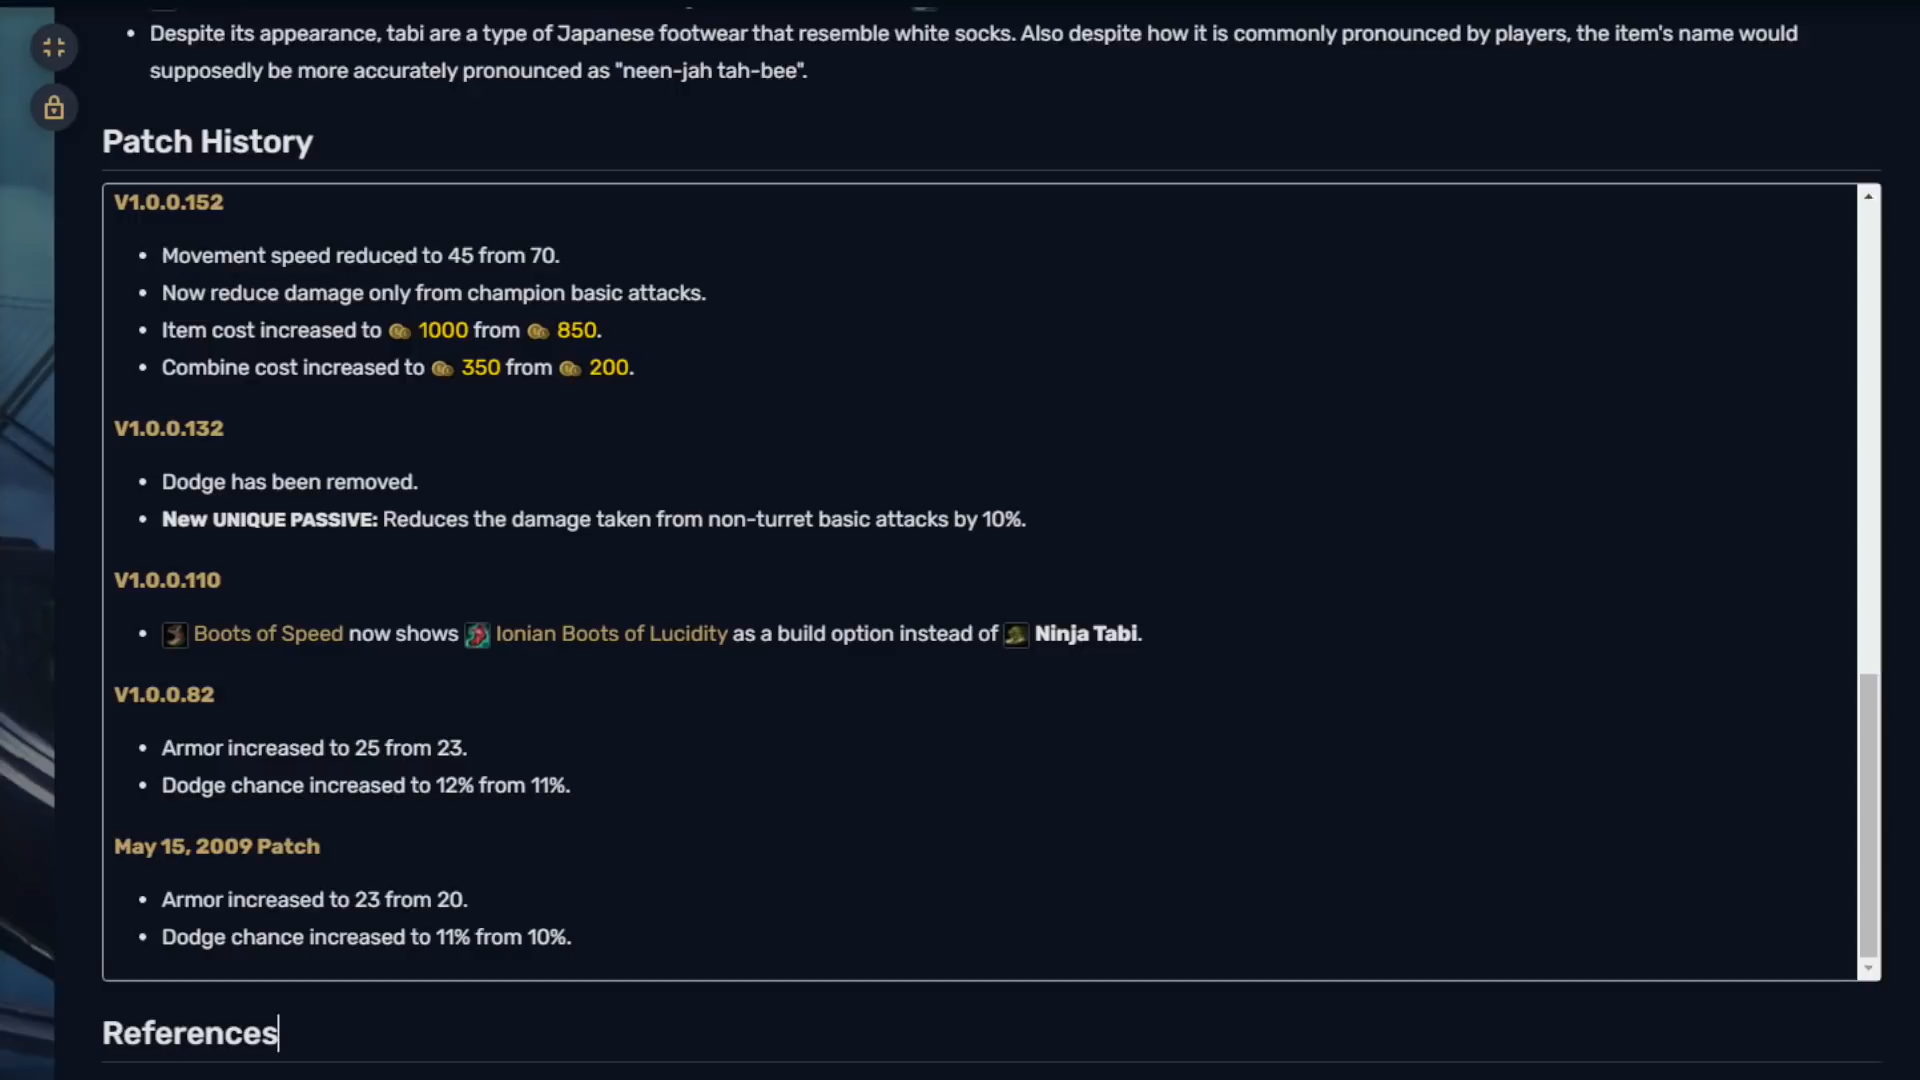 Despite its appearance, tabi are a type of Japanese footwear that resemble white socks. Also despite how it is commonly pronounced by players, the item's name would
supposedly be more accurately pronounced as "neen-jah tah-bee".
Patch History
V1.0.0.152
Movement speed reduced to 45 from 70.
Now reduce damage only from champion basic attacks.
Item cost increased to 1000 from 850.
Combine cost increased to 350 from 200.
V1.0.0.132
Dodge has been removed.
New UNIQUE PASSIVE: Reduces the damage taken from non-turret basic attacks by 10%.
V1.0.0.110
Boots of Speed now shows Ionian Boots of Lucidity as a build option instead of Ninja Tabi.
V1.0.0.82
Armor increased to 25 from 23.
Dodge chance increased to 12% from 11%.
May 15, 2009 Patch
Armor increased to 23 from 20.
Dodge chance increased to 11% from 10%.
References